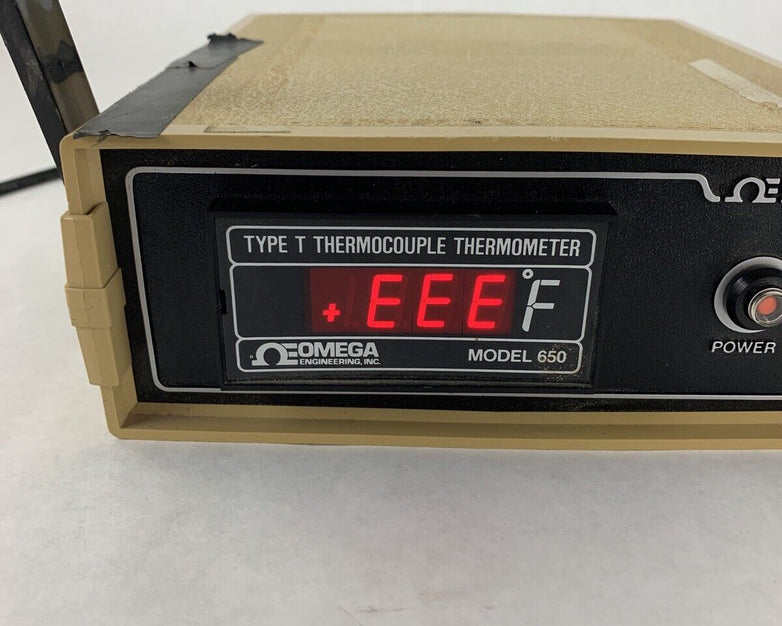 TYPE T THERMOCOUPLE THERMOMETER
+EEE°F
OMEGA
ENGINEERING, INC.
MODEL 650
POWER